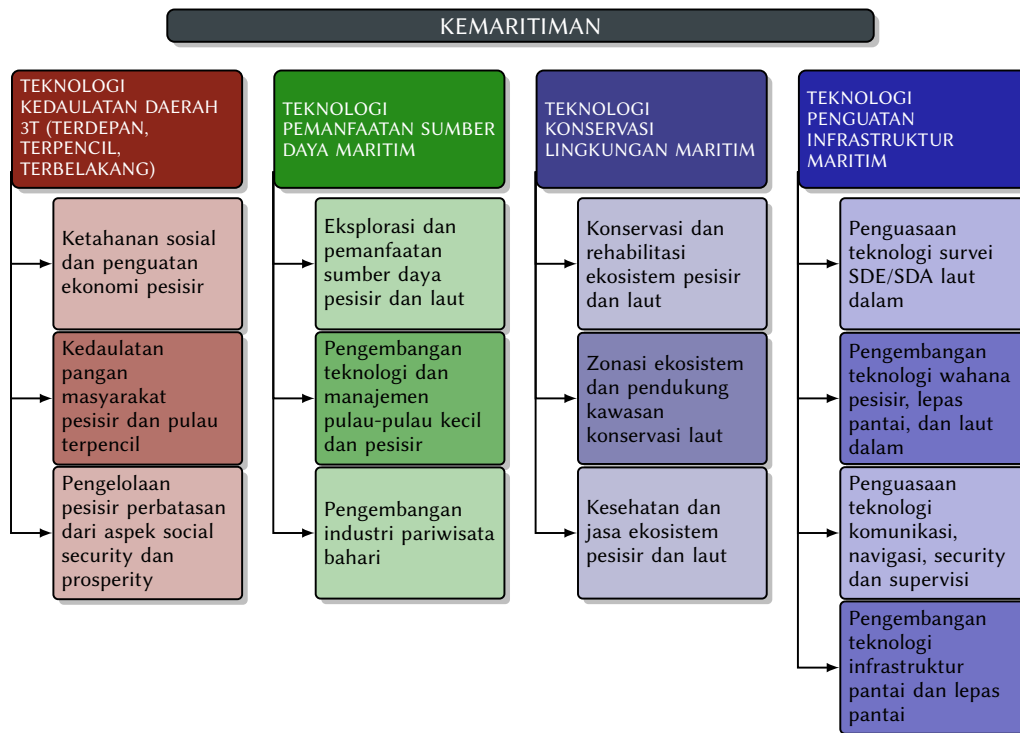 KEMARITIMAN
TEKNOLOGI
KEDAULATAN DAERAH
3T (TERDEPAN,
TERPENCIL,
TERBELAKANG)
Ketahanan sosial
dan penguatan
ekonomi pesisir
Kedaulatan
pangan
masyarakat
pesisir dan pulau
terpencil
Pengelolaan
pesisir perbatasan
dari aspek social
security dan
prosperity
TEKNOLOGI
PEMANFAATAN SUMBER
DAYA MARITIM
Eksplorasi dan
pemanfaatan
sumber daya
pesisir dan laut
Pengembangan
teknologi dan
manajemen
pulau-pulau kecil
dan pesisir
Pengembangan
industri pariwisata
bahari
TEKNOLOGI
KONSERVASI
LINGKUNGAN MARITIM
Konservasi dan
rehabilitasi
ekosistem pesisir
dan laut
Zonasi ekosistem
dan pendukung
kawasan
konservasi laut
Kesehatan dan
jasa ekosistem
pesisir dan laut
TEKNOLOGI
PENGUATAN
INFRASTRUKTUR
MARITIM
Penguasaan
teknologi survei
SDE/SDA laut
dalam
Pengembangan
teknologi wahana
pesisir, lepas
pantai, dan laut
dalam
Penguasaan
teknologi
komunikasi,
navigasi, security
dan supervisi
Pengembangan
teknologi
infrastruktur
pantai dan lepas
pantai